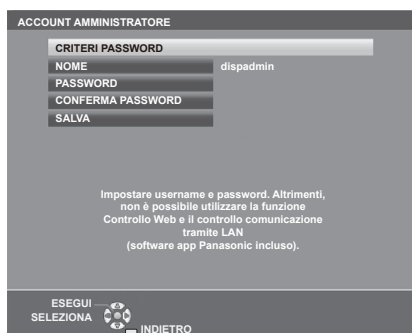 ACCOUNT AMMINISTRATORE
CRITERI PASSWORD
NOME dispadmin
PASSWORD
CONFERMA PASSWORD
SALVA
Impostare username e password. Altrimenti,
non è possibile utilizzare la funzione
Controllo Web e il controllo comunicazione
tramite LAN
(software app Panasonic incluso).
ESEGUI
SELEZIONA
INDIETRO